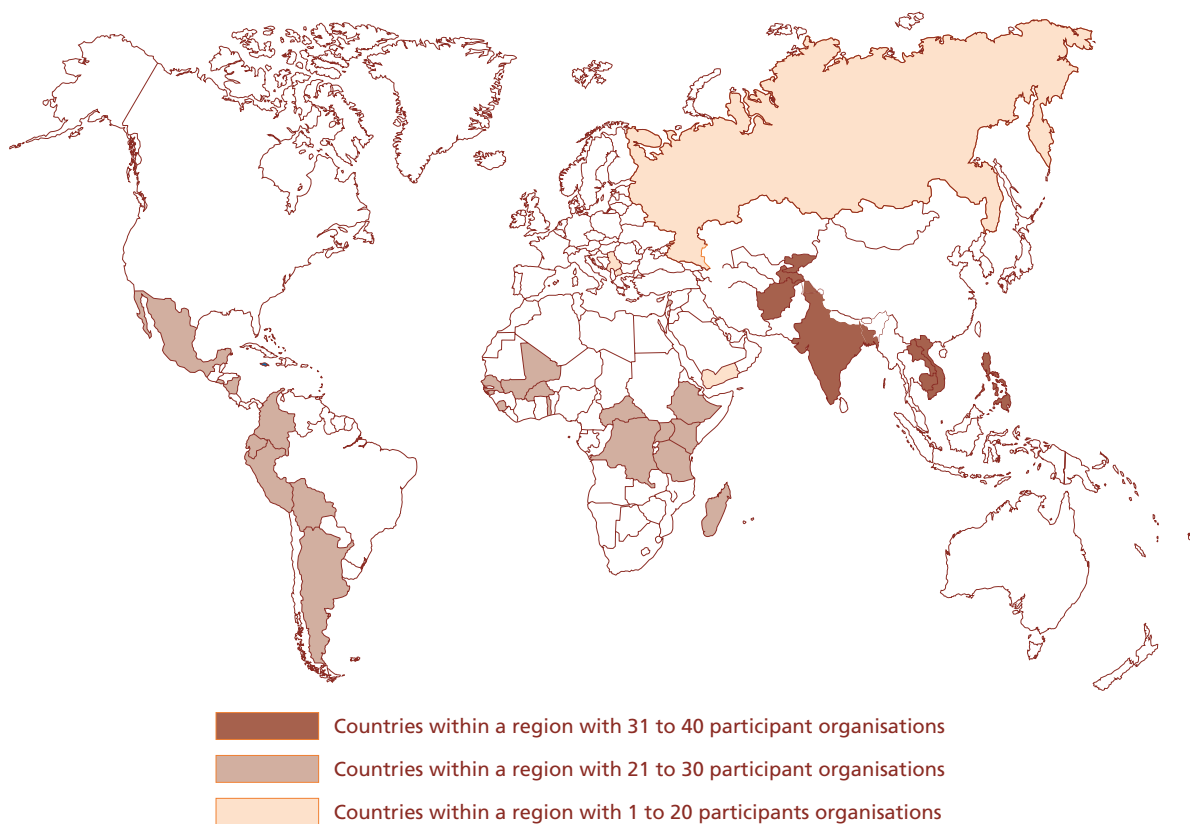 Countries within a region with 31 to 40 participant organisations
Countries within a region with 21 to 30 participant organisations
Countries within a region with 1 to 20 participants organisations